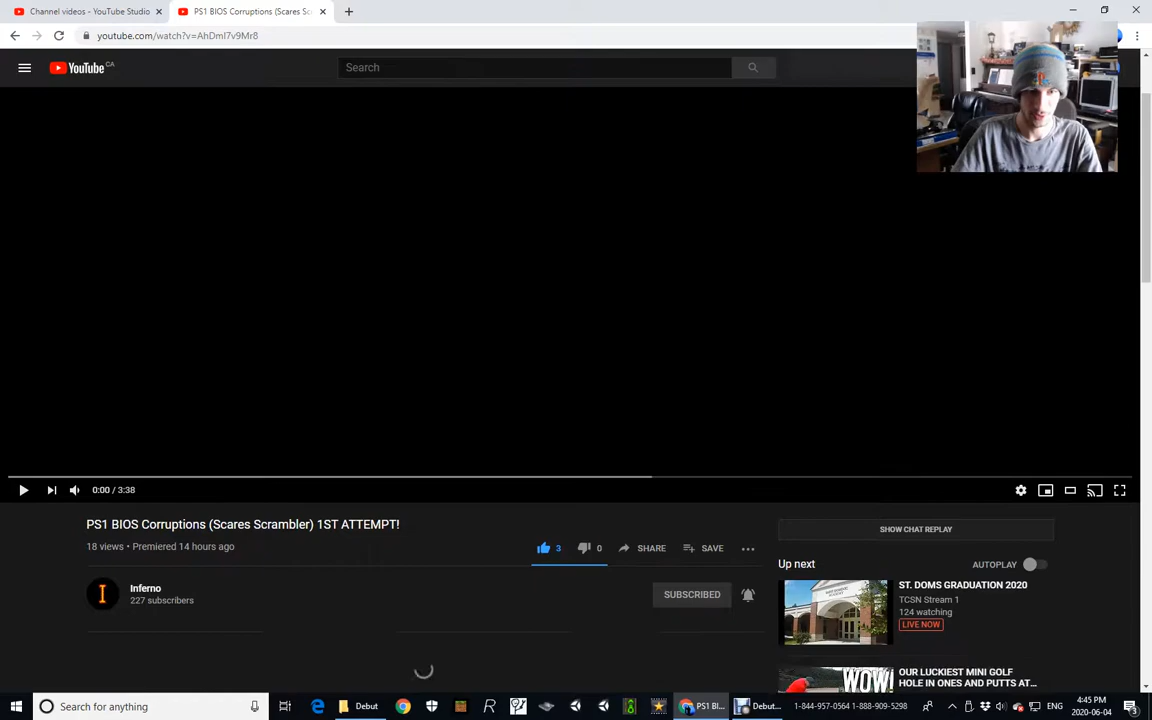 Channel videos - YouTube Studio
PS1 BIOS Corruptions (Scares Sc
youtube.com/watch?v=AhDmI7v9Mr8
YouTube CA
Search
0:00 / 3:38
PS1 BIOS Corruptions (Scares Scrambler) 1ST ATTEMPT!
18 views • Premiered 14 hours ago
3
0
SHARE
SAVE
I
Inferno
227 subscribers
SUBSCRIBED
SHOW CHAT REPLAY
Up next
AUTOPLAY
ST. DOMS GRADUATION 2020
TCSN Stream 1
124 watching
LIVE NOW
WOW!
OUR LUCKIEST MINI GOLF
HOLE IN ONES AND PUTTS AT...
Search for anything
Debut
PS1 BI...
Debut...
1-844-957-0564 1-888-909-5298
ENG
4:45 PM
2020-06-04
3